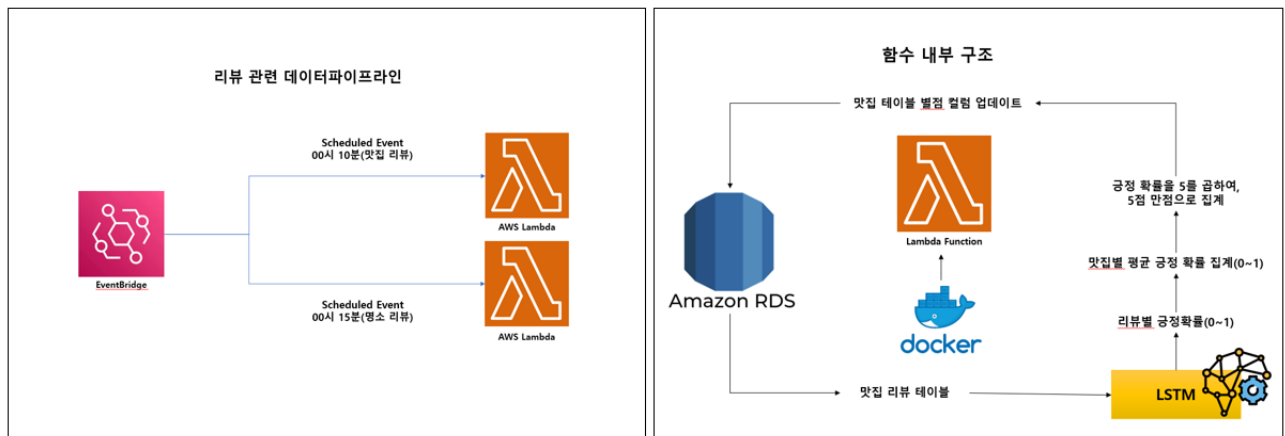 리뷰 관련 데이터파이프라인
Scheduled Event
00시 10분(맛집 리뷰)
AWS Lambda
EventBridge
Scheduled Event
00시 15분(명소 리뷰)
AWS Lambda
함수 내부 구조
맛집 테이블 별점 컬럼 업데이트
긍정 확률을 5를 곱하여,
5점 만점으로 집계
Lambda Function
맛집별 평균 긍정 확률 집계(0~1)
Amazon RDS
docker
리뷰별 긍정확률(0~1)
맛집 리뷰 테이블
LSTM